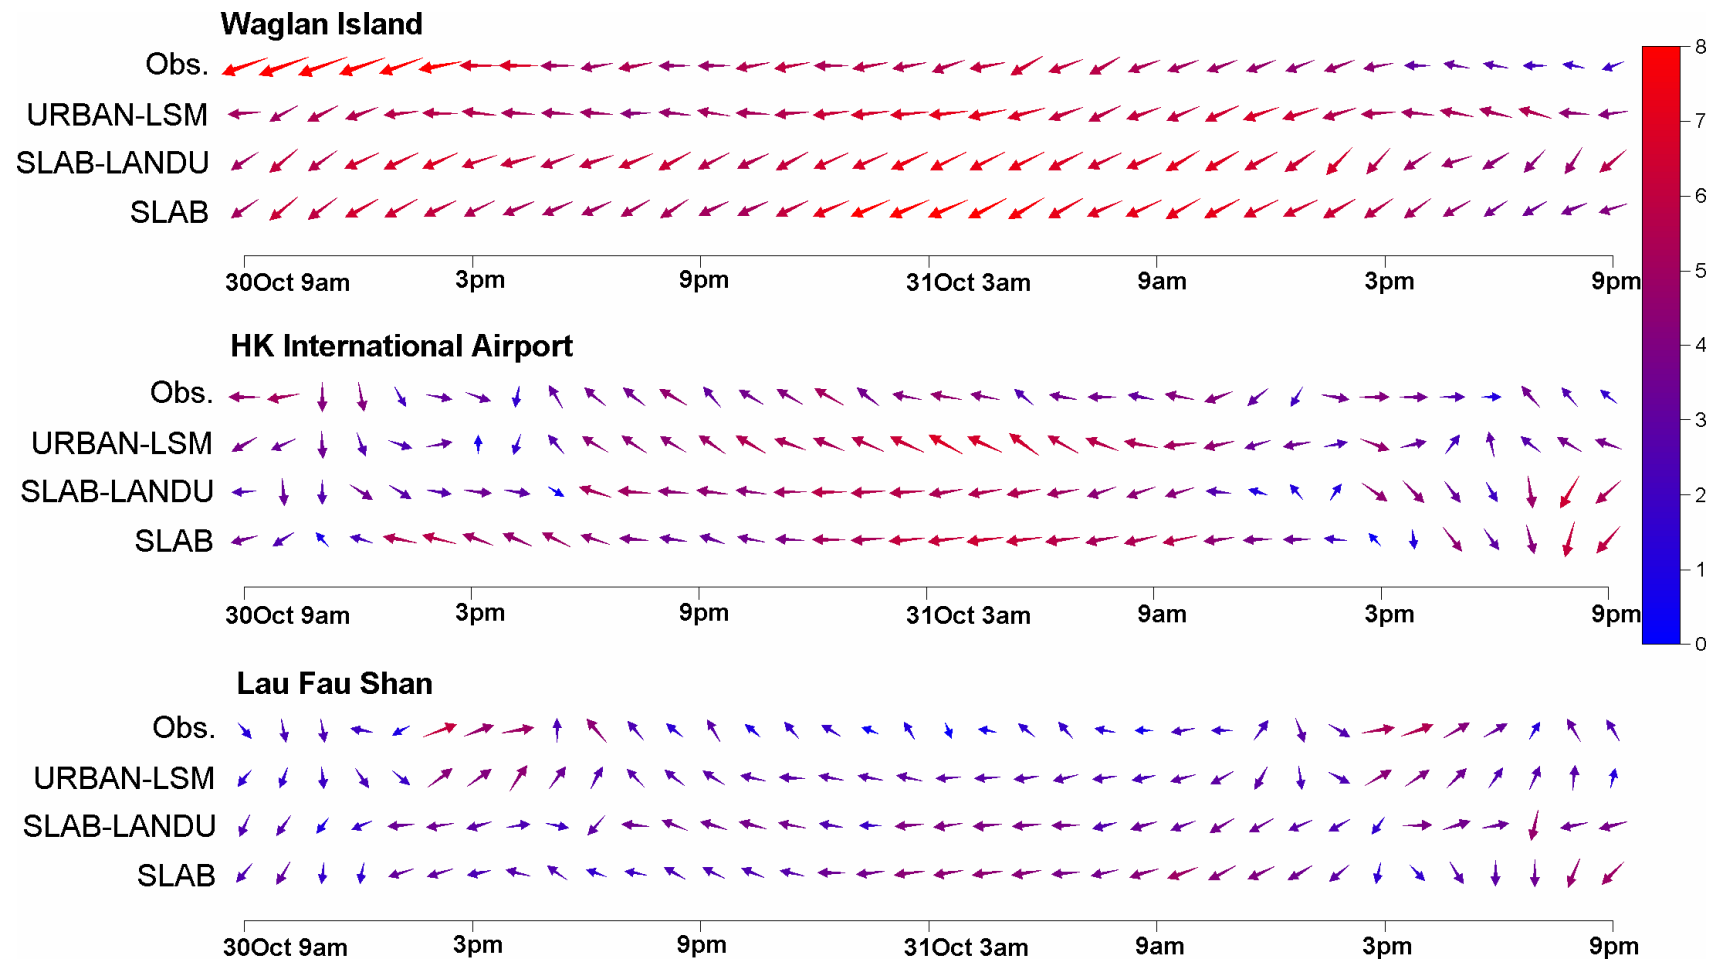 Waglan Island
Obs.
URBAN-LSM
SLAB-LANDU
SLAB
30Oct 9am 3pm 9pm 31Oct 3am 9am 3pm 9pm
HK International Airport
Obs.
URBAN-LSM
SLAB-LANDU
SLAB
30Oct 9am 3pm 9pm 31Oct 3am 9am 3pm 9pm
Lau Fau Shan
Obs.
URBAN-LSM
SLAB-LANDU
SLAB
30Oct 9am 3pm 9pm 31Oct 3am 9am 3pm 9pm
8
7
6
5
4
3
2
1
0